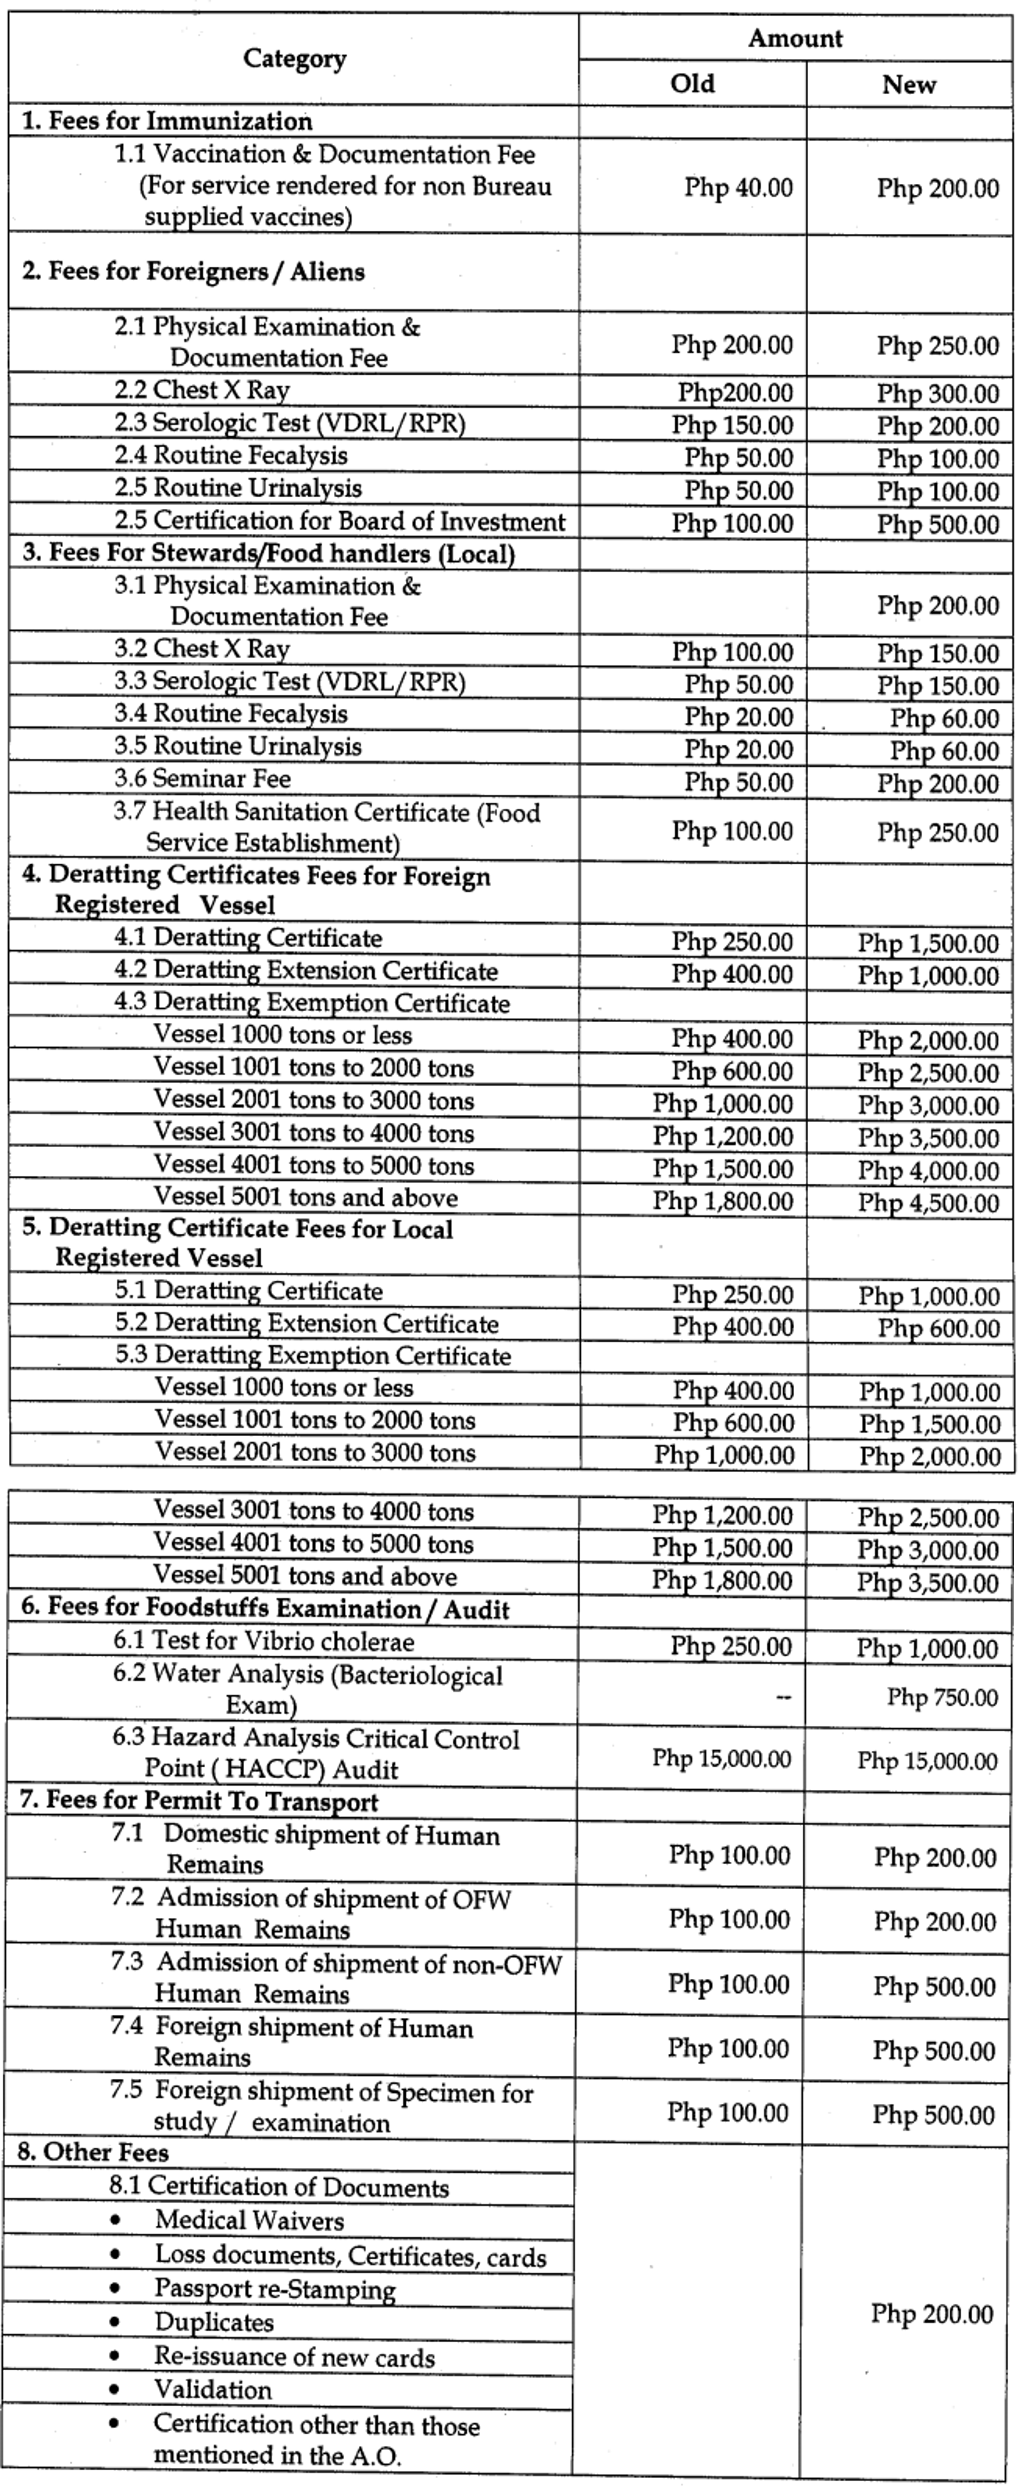 Category
Amount
Old New
1. Fees for Immunization
1.1 Vaccination & Documentation Fee
(For service rendered for non Bureau
supplied vaccines)
Php 40.00 Php 200.00
2. Fees for Foreigners / Aliens
2.1 Physical Examination &
Documentation Fee
Php 200.00 Php 250.00
2.2 Chest X Ray Php200.00 Php 300.00
2.3 Serologic Test (VDRL/RPR) Php 150.00 Php 200.00
2.4 Routine Fecalysis Php 50.00 Php 100.00
2.5 Routine Urinalysis Php 50.00 Php 100.00
2.5 Certification for Board of Investment Php 100.00 Php 500.00
3. Fees For Stewards/Food handlers (Local)
3.1 Physical Examination &
Documentation Fee
Php 200.00
3.2 Chest X Ray Php 100.00 Php 150.00
3.3 Serologic Test (VDRL/RPR) Php 50.00 Php 150.00
3.4 Routine Fecalysis Php 20.00 Php 60.00
3.5 Routine Urinalysis Php 20.00 Php 60.00
3.6 Seminar Fee Php 50.00 Php 200.00
3.7 Health Sanitation Certificate (Food
Service Establishment)
Php 100.00 Php 250.00
4. Deratting Certificates Fees for Foreign
Registered Vessel
4.1 Deratting Certificate Php 250.00 Php 1,500.00
4.2 Deratting Extension Certificate Php 400.00 Php 1,000.00
4.3 Deratting Exemption Certificate
Vessel 1000 tons or less Php 400.00 Php 2,000.00
Vessel 1001 tons to 2000 tons Php 600.00 Php 2,500.00
Vessel 2001 tons to 3000 tons Php 1,000.00 Php 3,000.00
Vessel 3001 tons to 4000 tons Php 1,200.00 Php 3,500.00
Vessel 4001 tons to 5000 tons Php 1,500.00 Php 4,000.00
Vessel 5001 tons and above Php 1,800.00 Php 4,500.00
5. Deratting Certificate Fees for Local
Registered Vessel
5.1 Deratting Certificate Php 250.00 Php 1,000.00
5.2 Deratting Extension Certificate Php 400.00 Php 600.00
5.3 Deratting Exemption Certificate
Vessel 1000 tons or less Php 400.00 Php 1,000.00
Vessel 1001 tons to 2000 tons Php 600.00 Php 1,500.00
Vessel 2001 tons to 3000 tons Php 1,000.00 Php 2,000.00
Vessel 3001 tons to 4000 tons Php 1,200.00 Php 2,500.00
Vessel 4001 tons to 5000 tons Php 1,500.00 Php 3,000.00
Vessel 5001 tons and above Php 1,800.00 Php 3,500.00
6. Fees for Foodstuffs Examination / Audit
6.1 Test for Vibrio cholerae Php 250.00 Php 1,000.00
6.2 Water Analysis (Bacteriological
Exam)
-- Php 750.00
6.3 Hazard Analysis Critical Control
Point ( HACCP) Audit
Php 15,000.00 Php 15,000.00
7. Fees for Permit To Transport
7.1 Domestic shipment of Human
Remains
Php 100.00 Php 200.00
7.2 Admission of shipment of OFW
Human Remains
Php 100.00 Php 200.00
7.3 Admission of shipment of non-OFW
Human Remains
Php 100.00 Php 500.00
7.4 Foreign shipment of Human
Remains
Php 100.00 Php 500.00
7.5 Foreign shipment of Specimen for
study / examination
Php 100.00 Php 500.00
8. Other Fees
8.1 Certification of Documents
• Medical Waivers
• Loss documents, Certificates, cards
• Passport re-Stamping
• Duplicates
Php 200.00
• Re-issuance of new cards
• Validation
• Certification other than those
mentioned in the A.O.